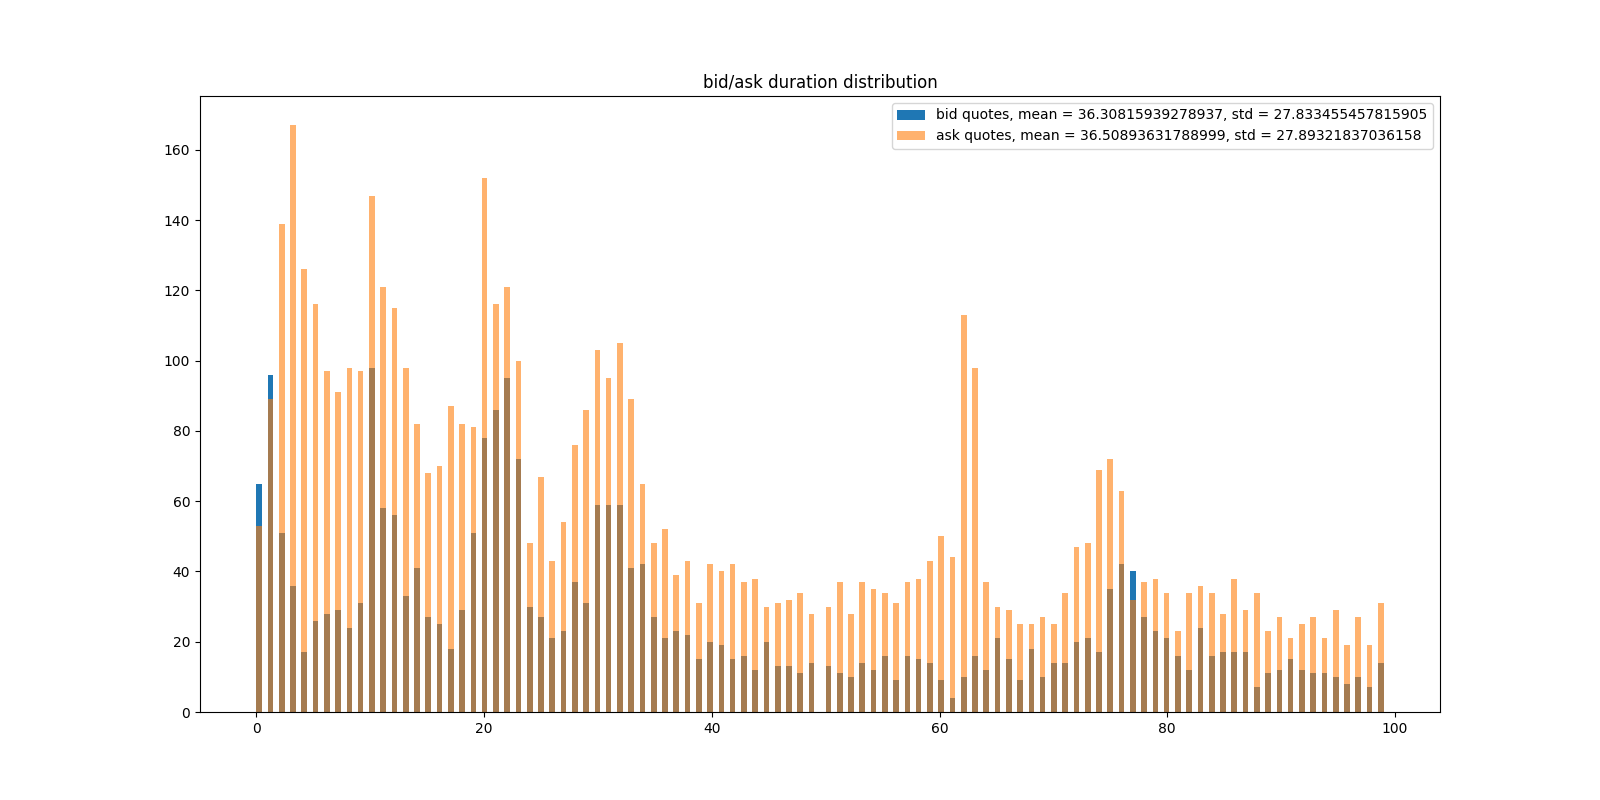 bid/ask duration distribution
bid quotes, mean = 36.30815939278937, std = 27.833455457815905
ask quotes, mean = 36.50893631788999, std = 27.89321837036158
160
140
120
100
80
60
40
20
0
0 20 40 60 80 100